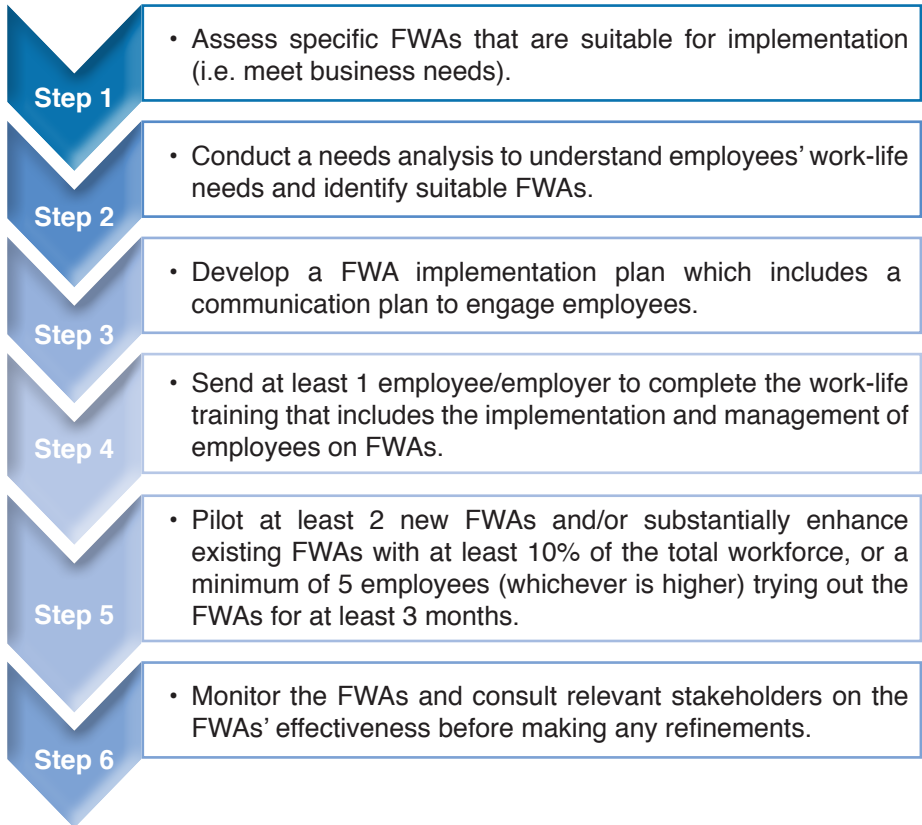 Step 1
• Assess specific FWAs that are suitable for implementation
(i.e. meet business needs).
Step 2
• Conduct a needs analysis to understand employees’ work-life
needs and identify suitable FWAs.
Step 3
• Develop a FWA implementation plan which includes a
communication plan to engage employees.
Step 4
• Send at least 1 employee/employer to complete the work-life
training that includes the implementation and management of
employees on FWAs.
Step 5
• Pilot at least 2 new FWAs and/or substantially enhance
existing FWAs with at least 10% of the total workforce, or a
minimum of 5 employees (whichever is higher) trying out the
FWAs for at least 3 months.
Step 6
• Monitor the FWAs and consult relevant stakeholders on the
FWAs’ effectiveness before making any refinements.